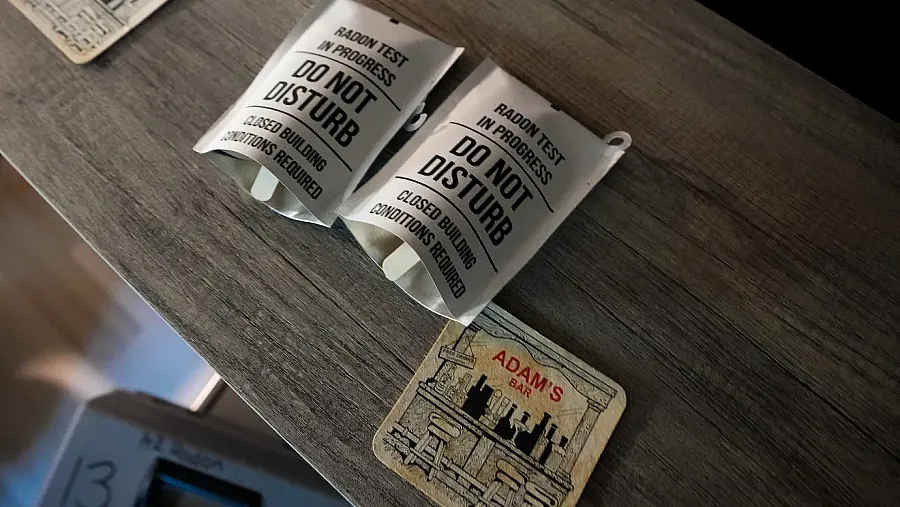 RADON TEST
IN PROGRESS
DO NOT
DISTURB
CLOSED BUILDING
CONDITIONS REQUIRED
RADON TEST
IN PROGRESS
DO NOT
DISTURB
CLOSED BUILDING
CONDITIONS REQUIRED
ADAM'S
BAR
13